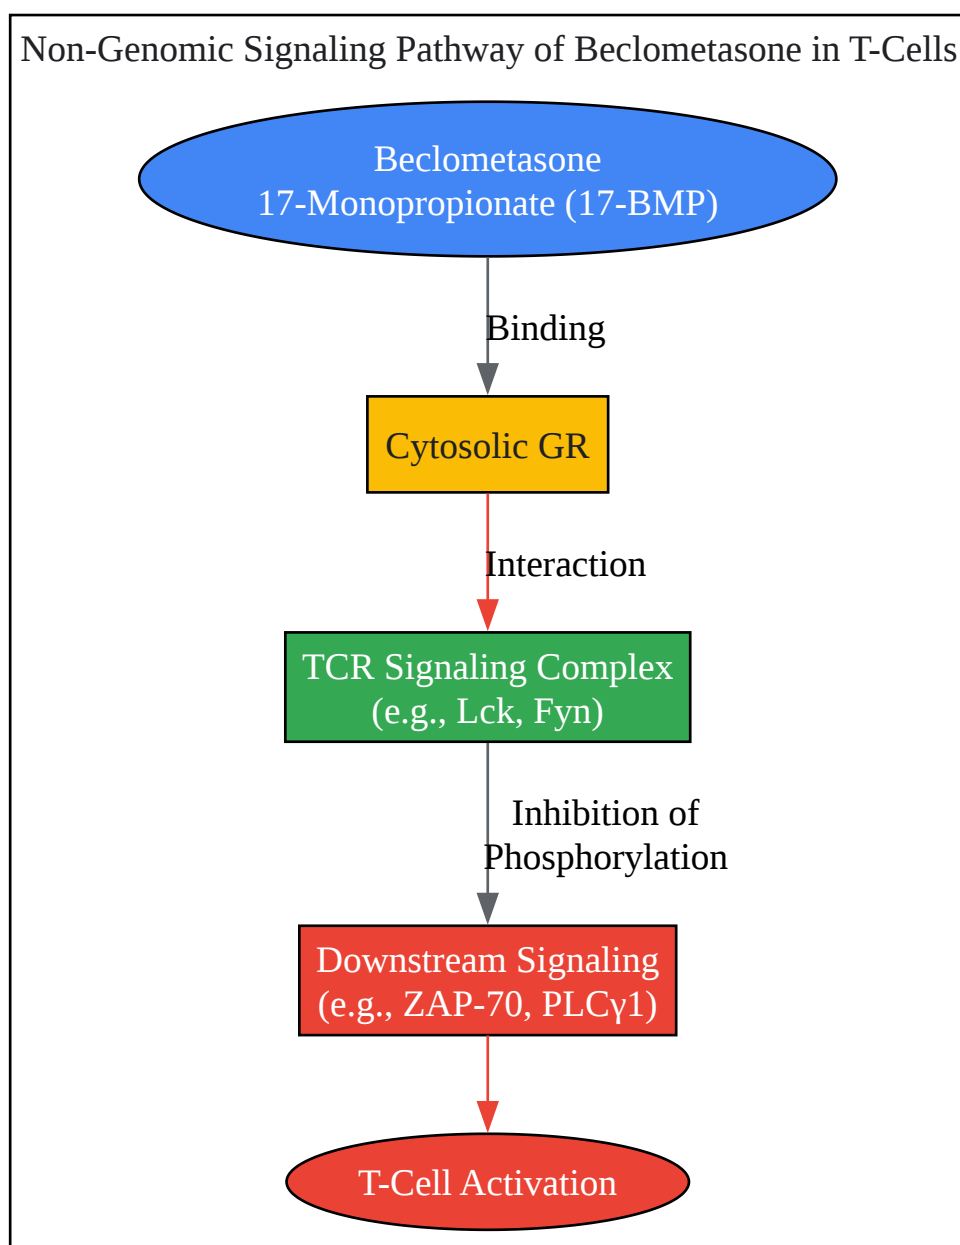 Non-Genomic Signaling Pathway of Beclometasone in T-Cells
Beclometasone
17-Monopropionate (17-BMP)
Binding
Cytosolic GR
Interaction
TCR Signaling Complex
(e.g., Lck, Fyn)
Inhibition of
Phosphorylation
Downstream Signaling
(e.g., ZAP-70, PLCγ1)
T-Cell Activation